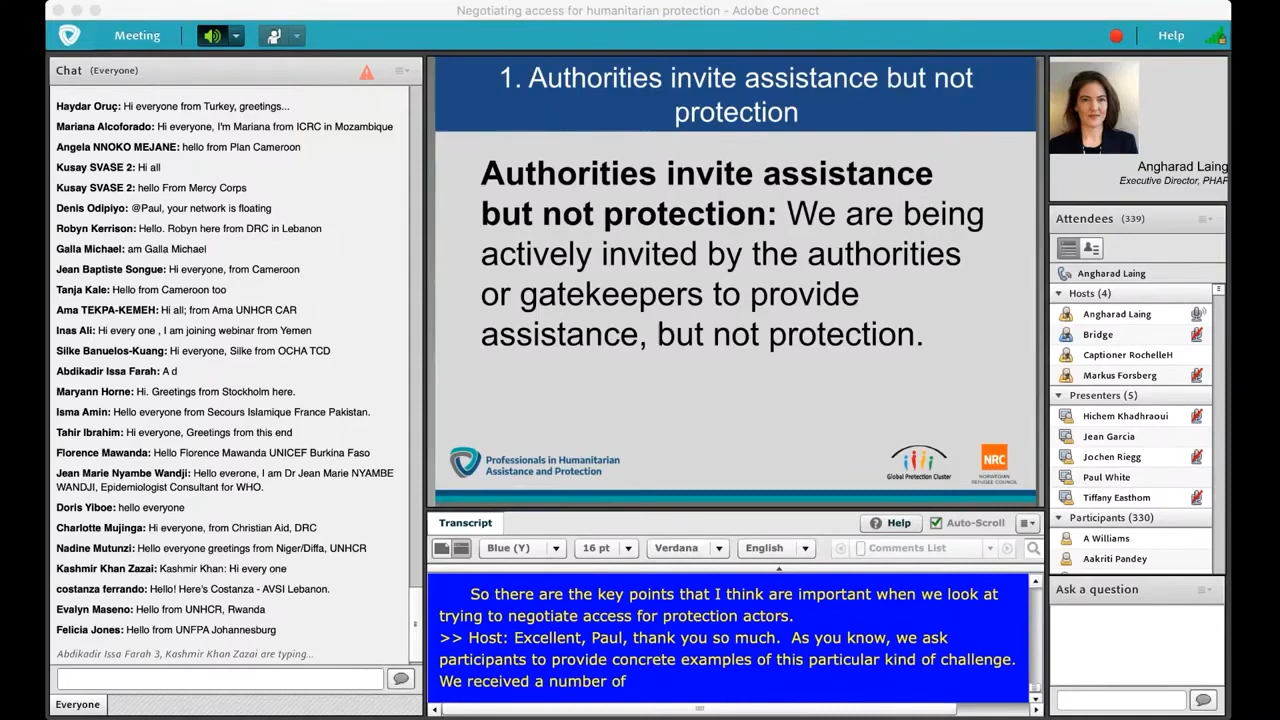 Negotiating access for humanitarian protection - Adobe Connect
Meeting
Help
Chat (Everyone)
Haydar Oruç: Hi everyone from Turkey, greetings...
Mariana Alcoforado: Hi everyone, I'm Mariana from ICRC in Mozambique
Angela NNOKO MEJANE: hello from Plan Cameroon
Kusay SVASE 2: Hi all
Kusay SVASE 2: hello From Mercy Corps
Denis Odipiyo: @Paul, your network is floating
Robyn Kerrison: Hello. Robyn here from DRC in Lebanon
Galla Michael: am Galla Michael
Jean Baptiste Songue: Hi everyone, from Cameroon
Tanja Kale: Hello from Cameroon too
Ama TEKPA-KEMEH: Hi all; from Ama UNHCR CAR
Inas Ali: Hi every one , I am joining webinar from Yemen
Silke Banuelos-Kuang: Hi everyone, Silke from OCHA TCD
Abdikadir Issa Farah: A d
Maryann Horne: Hi. Greetings from Stockholm here.
Isma Amin: Hello everyone from Secours Islamique France Pakistan.
Tahir Ibrahim: Hi everyone, Greetings from this end
Florence Mawanda: Hello Florence Mawanda UNICEF Burkina Faso
Jean Marie Nyambe Wandji: Hello everone, I am Dr Jean Marie NYAMBE
WANDJI, Epidemiologist Consultant for WHO.
Doris Yiboe: hello everyone
Charlotte Mujinga: Hi everyone, from Christian Aid, DRC
Nadine Mutunzi: Hello everyone greetings from Niger/Diffa, UNHCR
Kashmir Khan Zazai: Kashmir Khan: Hi every one
costanza ferrando: Hello! Here's Costanza - AVSI Lebanon.
Evalyn Maseno: Hello from UNHCR, Rwanda
Felicia Jones: Hello from UNFPA Johannesburg
Abdikadir Issa Farah 3, Kashmir Khan Zazai are typing...
Everyone
1. Authorities invite assistance but not
protection
Authorities invite assistance
but not protection: We are being
actively invited by the authorities
or gatekeepers to provide
assistance, but not protection.
Professionals in Humanitarian
Assistance and Protection
Global Protection Cluster
NRC
NORWEGIAN
REFUGEE COUNCIL
Transcript
Help
Auto-Scroll
Blue (Y)
16 pt
Verdana
English
Comments List
So there are the key points that I think are important when we look at
trying to negotiate access for protection actors.
>> Host: Excellent, Paul, thank you so much. As you know, we ask
participants to provide concrete examples of this particular kind of challenge.
We received a number of
Angharad Laing
Executive Director, PHAP
Attendees (339)
Angharad Laing
Hosts (4)
Angharad Laing
Bridge
Captioner RochelleH
Markus Forsberg
Presenters (5)
Hichem Khadhraoui
Jean Garcia
Jochen Riegg
Paul White
Tiffany Easthom
Participants (330)
A Williams
Aakriti Pandey
Ask a question